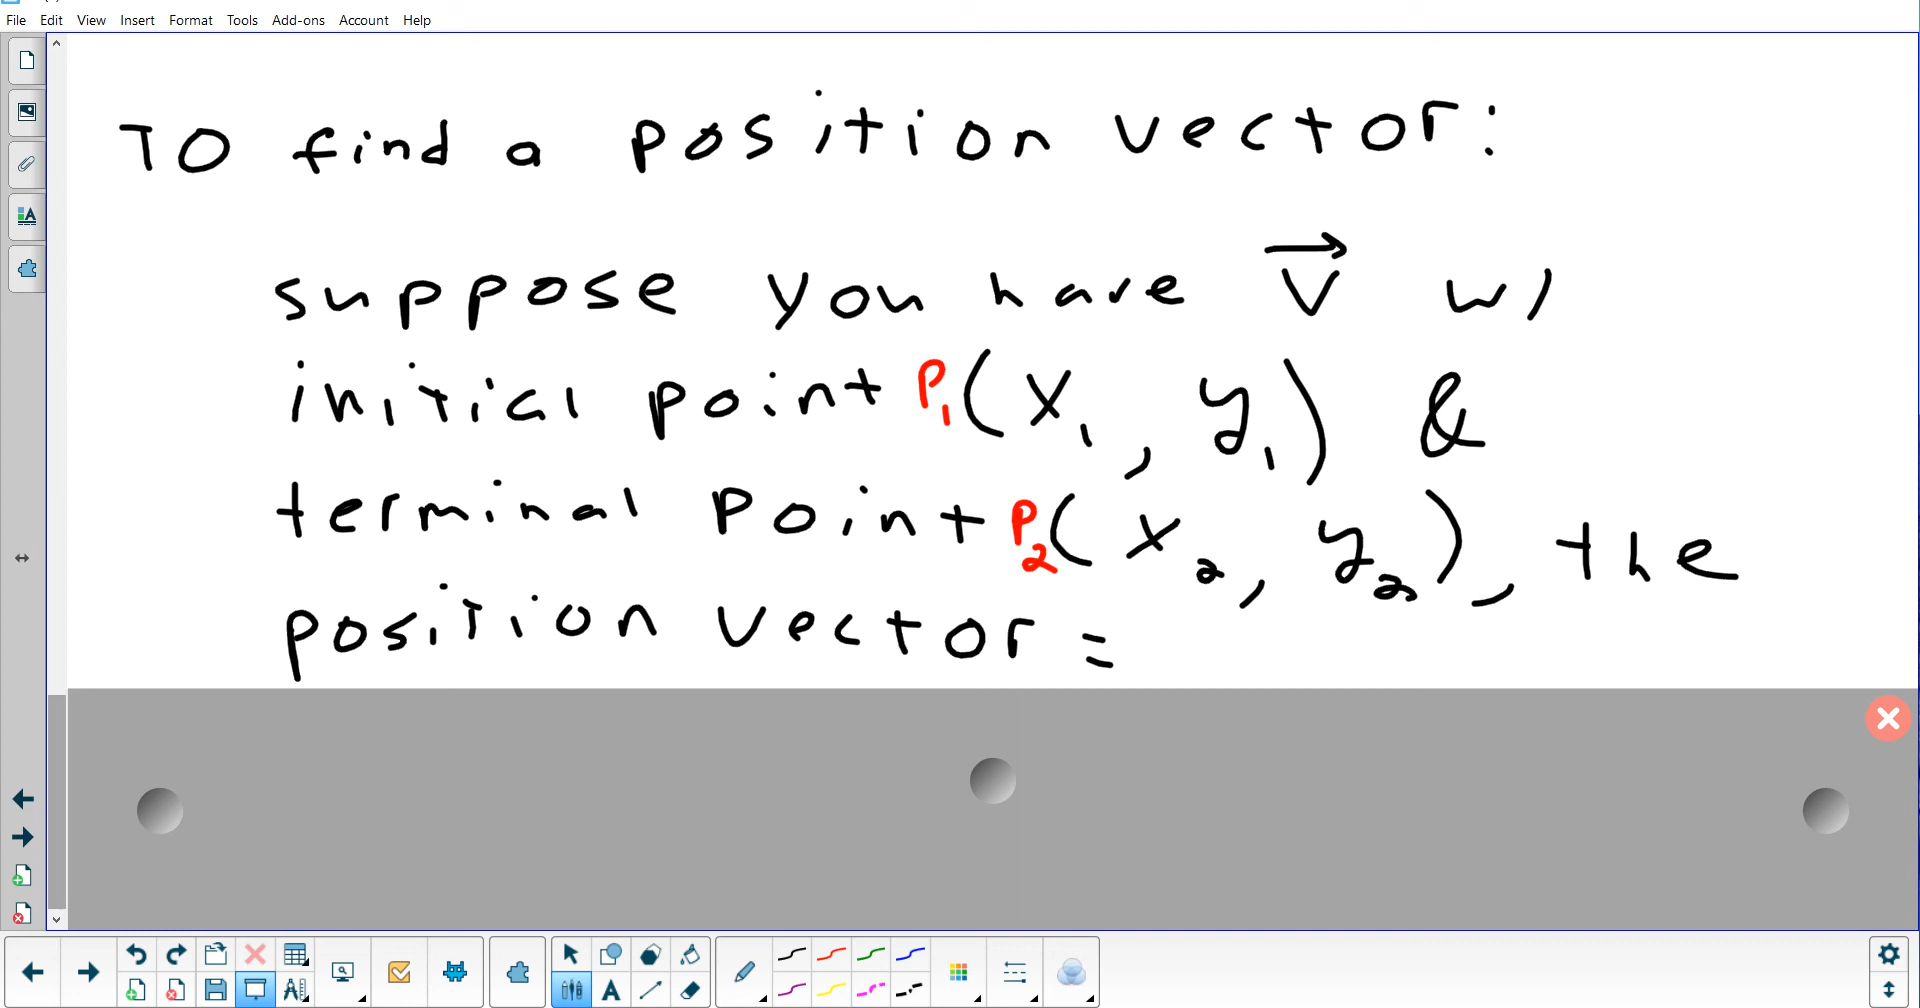 File Edit View Insert Format Tools Add-ons Account Help
To find a position vector:
suppose you have V⃗ w/
initial point P₁(x₁, y₁) &
terminal point P₂(x₂, y₂), the
position vector =